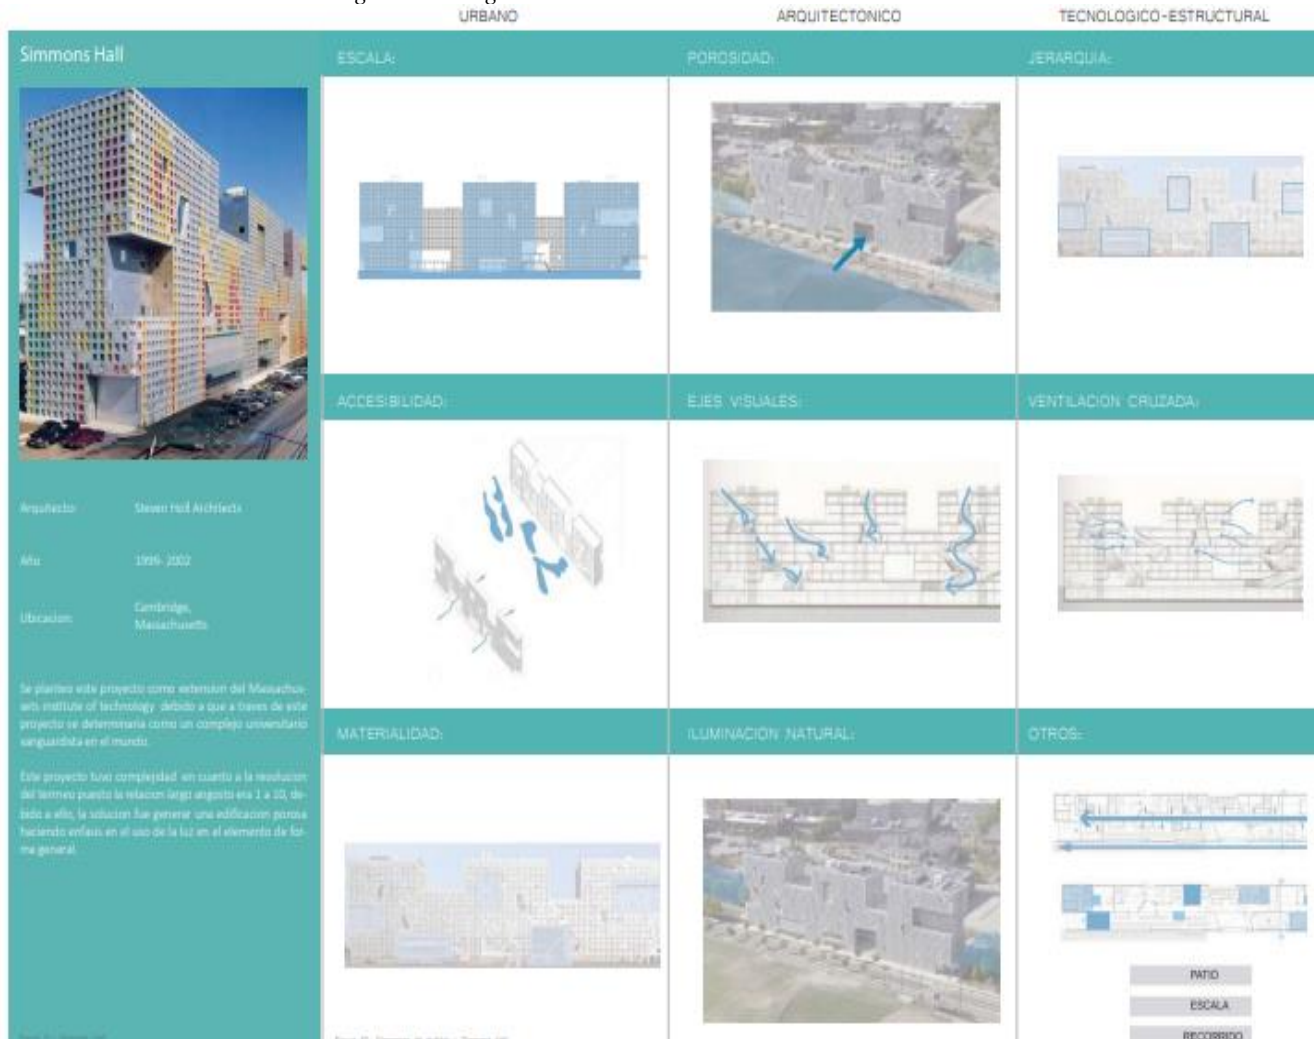 URBANO
ARQUITECTONICO
TECNOLOGICO-ESTRUCTURAL
Simmons Hall
ESCALA:
POROSIDAD:
JERARQUIA:
ACCESIBILIDAD:
EJES VISUALES:
VENTILACION CRUZADA:
Arquitecto:
Steven Holl Architects
Año:
1999- 2002
Ubicacion:
Cambridge,
Massachusetts
Se planteo este proyecto como extension del Massachus-
etts institute of technology debido a que a traves de este
proyecto se determinaria como un complejo universitario
vanguardista en el mundo.
Este proyecto tuvo complejidad en cuanto a la resolucion
del terreno puesto la relacion largo angosto era 1 a 10, de-
bido a ello, la solucion fue generar una edificacion porosa
haciendo enfasis en el uso de la luz en el elemento de for-
ma general.
MATERIALIDAD:
ILUMINACION NATURAL:
OTROS:
PATIO
ESCALA
RECORRIDO